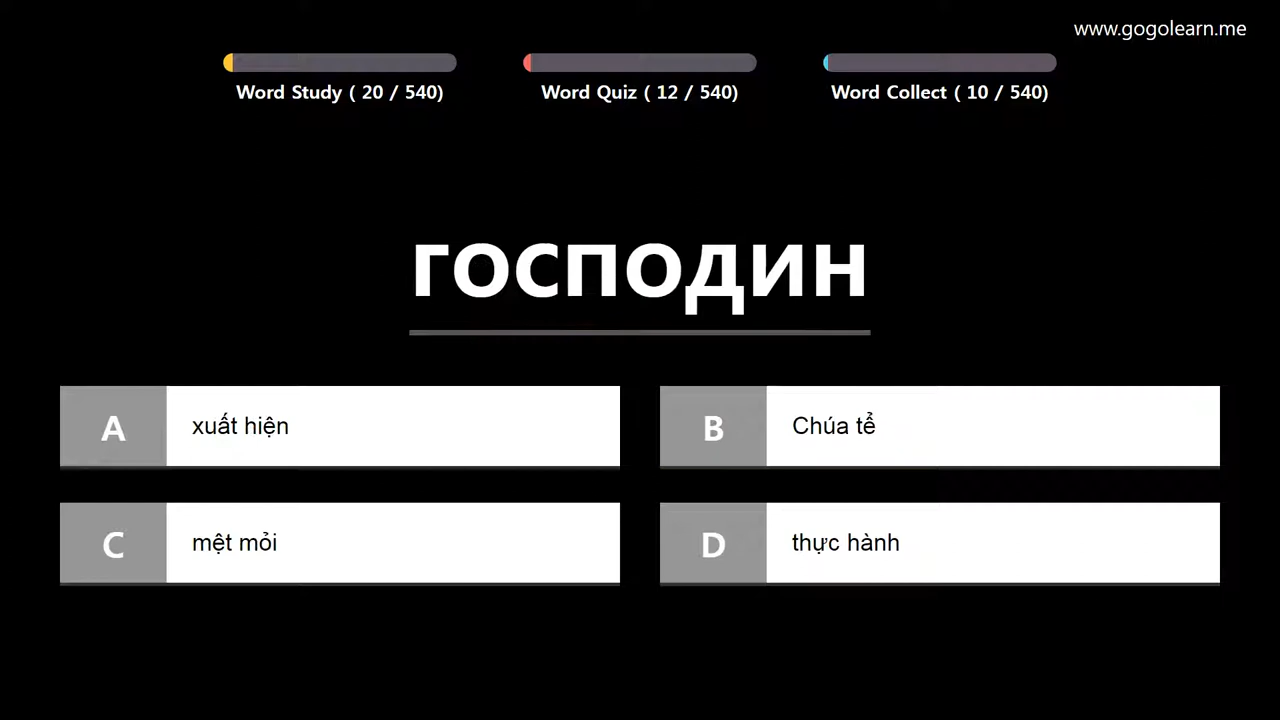 www.gogolearn.me
Word Study ( 20 / 540)
Word Quiz ( 12 / 540)
Word Collect ( 10 / 540)
господин
A xuất hiện
B Chúa tể
C mệt mỏi
D thực hành